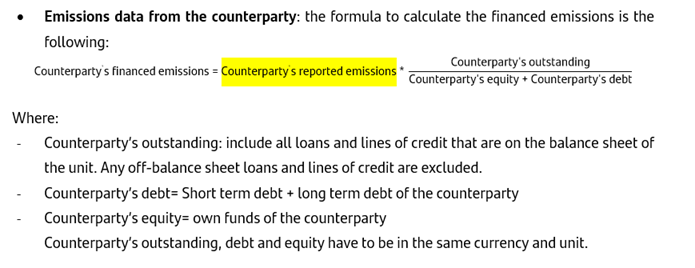 • Emissions data from the counterparty: the formula to calculate the financed emissions is the
following:
Counterparty's financed emissions = Counterparty's reported emissions * Counterparty's outstanding
Counterparty's equity + Counterparty's debt
Where:
- Counterparty's outstanding: include all loans and lines of credit that are on the balance sheet of
the unit. Any off-balance sheet loans and lines of credit are excluded.
- Counterparty's debt= Short term debt + long term debt of the counterparty
- Counterparty's equity= own funds of the counterparty
Counterparty's outstanding, debt and equity have to be in the same currency and unit.